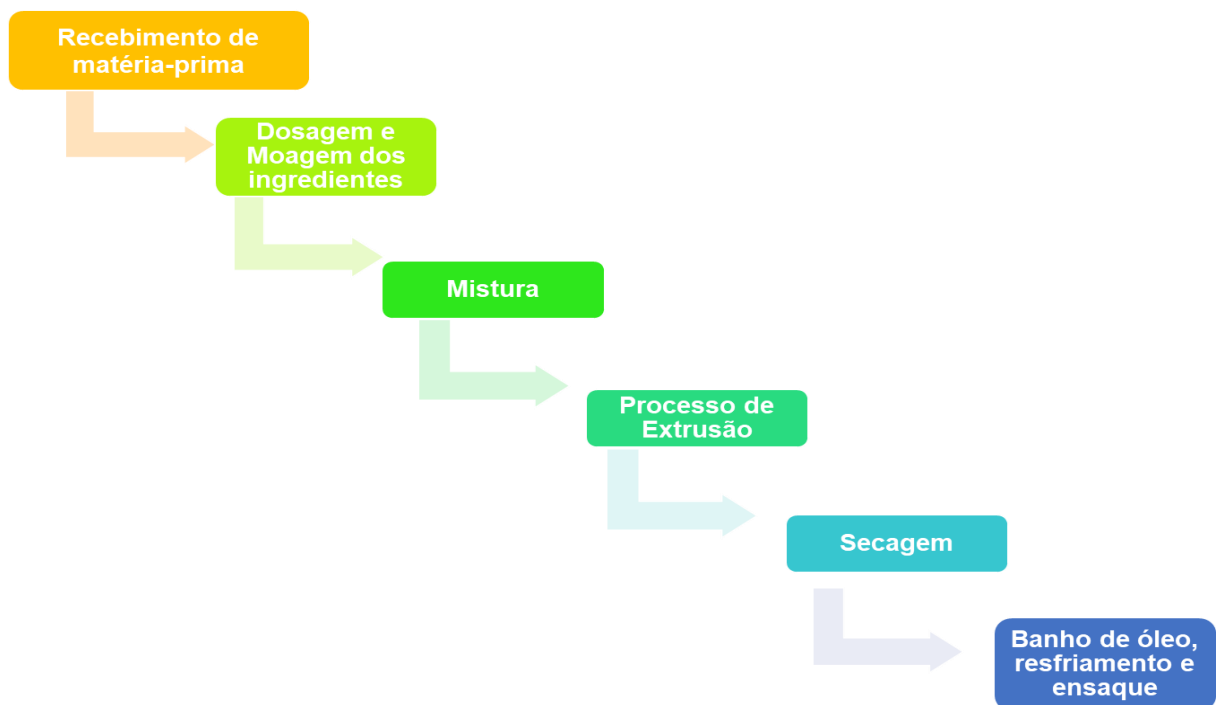 Recebimento de
matéria-prima
Dosagem e
Moagem dos
ingredientes
Mistura
Processo de
Extrusão
Secagem
Banho de óleo,
resfriamento e
ensaque